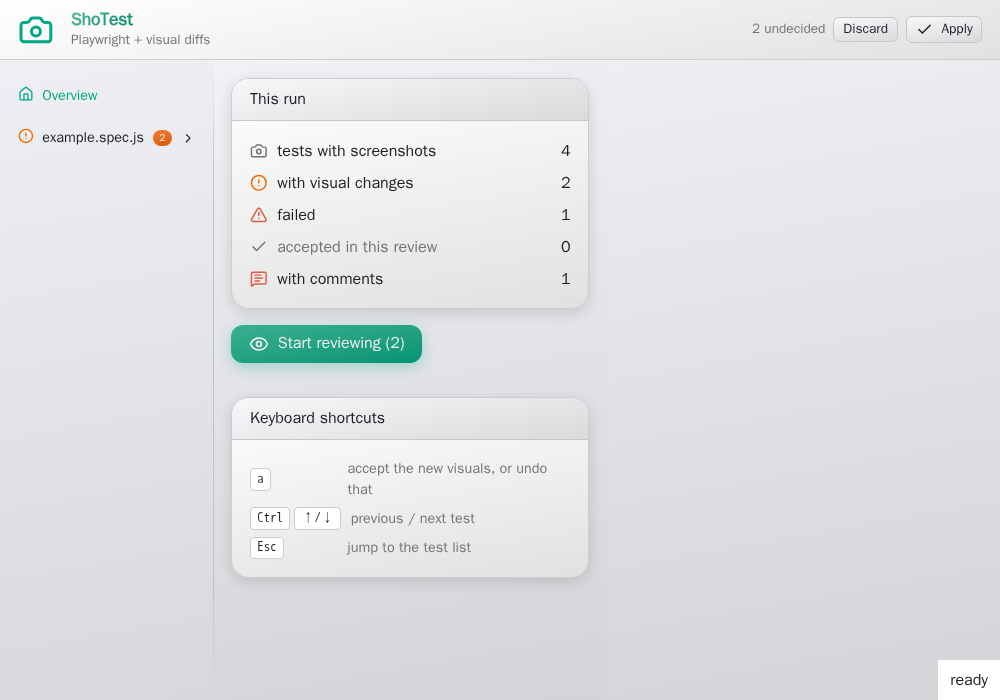 ShoTest
Playwright + visual diffs
2 undecided
Discard
Apply
Overview
example.spec.js 2
This run
tests with screenshots 4
with visual changes 2
failed 1
accepted in this review 0
with comments 1
Start reviewing (2)
Keyboard shortcuts
a accept the new visuals, or undo
that
Ctrl ↑/↓ previous / next test
Esc jump to the test list
ready